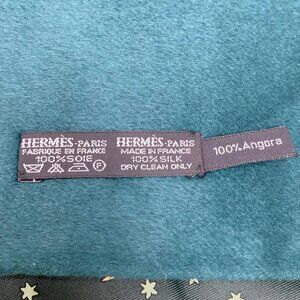 HERMÈS-PARIS
FABRIQUE EN FRANCE
100% SOIE
F
HERMÈS-PARIS
MADE IN FRANCE
100% SILK
DRY CLEAN ONLY
100% Angora